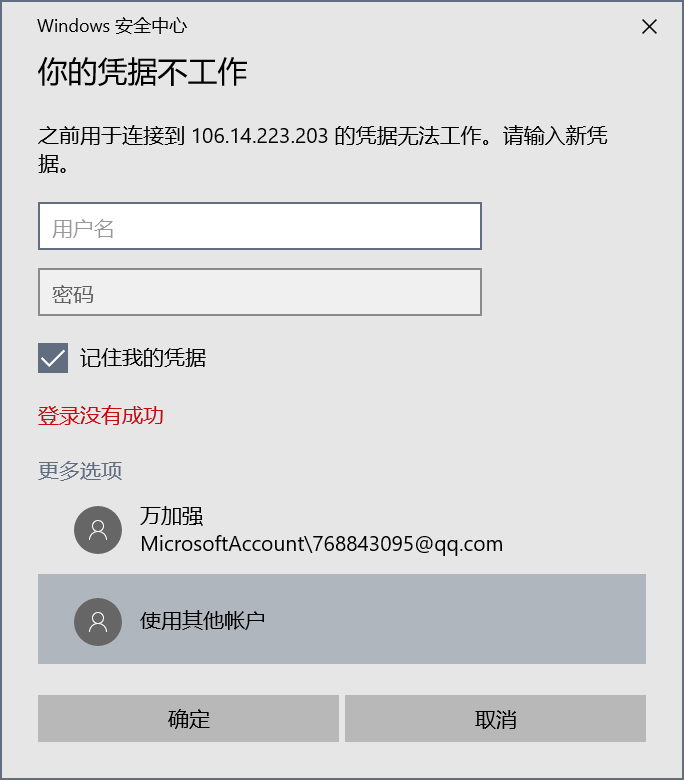 Windows 安全中心
你的凭据不工作
之前用于连接到 106.14.223.203 的凭据无法工作。请输入新凭
据。
用户名
密码
记住我的凭据
登录没有成功
更多选项
万加强
MicrosoftAccount\768843095@qq.com
使用其他帐户
确定
取消